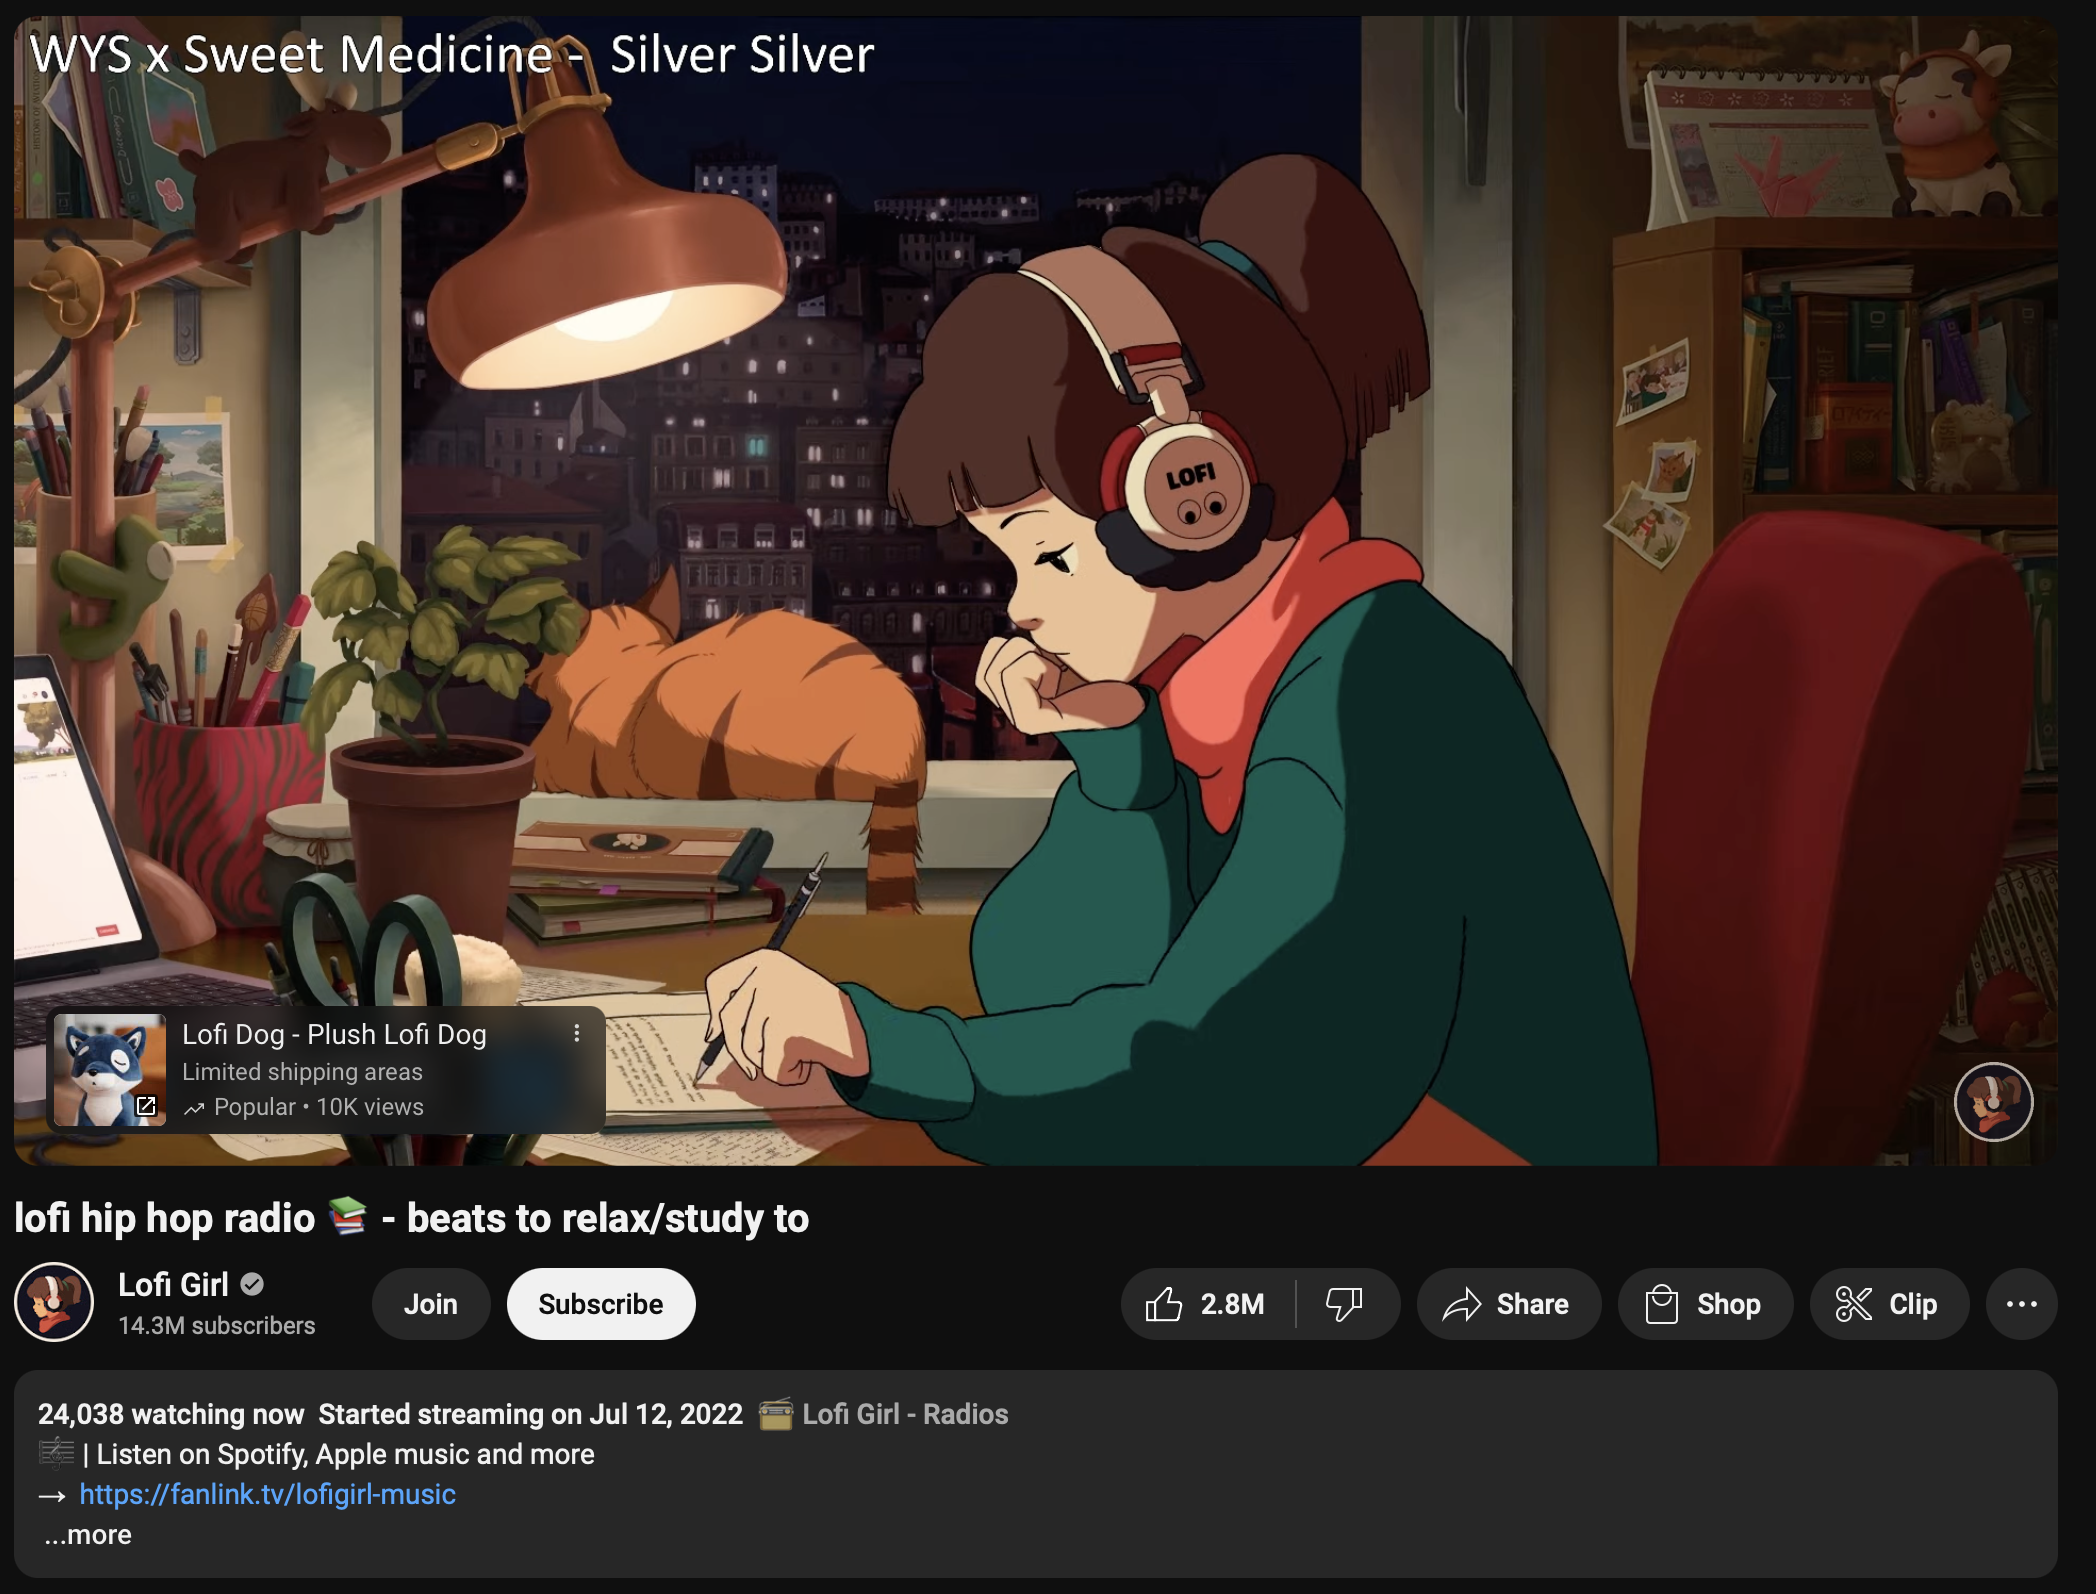 WYS x Sweet Medicine -  Silver Silver
HISTORY OF
LOFI
Lofi Dog - Plush Lofi Dog
Limited shipping areas
Popular • 10K views
lofi hip hop radio 📚 - beats to relax/study to
Lofi Girl
14.3M subscribers
Join
Subscribe
2.8M
Share
Shop
Clip
24,038 watching now  Started streaming on Jul 12, 2022  📻 Lofi Girl - Radios
🎼 | Listen on Spotify, Apple music and more
→ https://fanlink.tv/lofigirl-music
...more